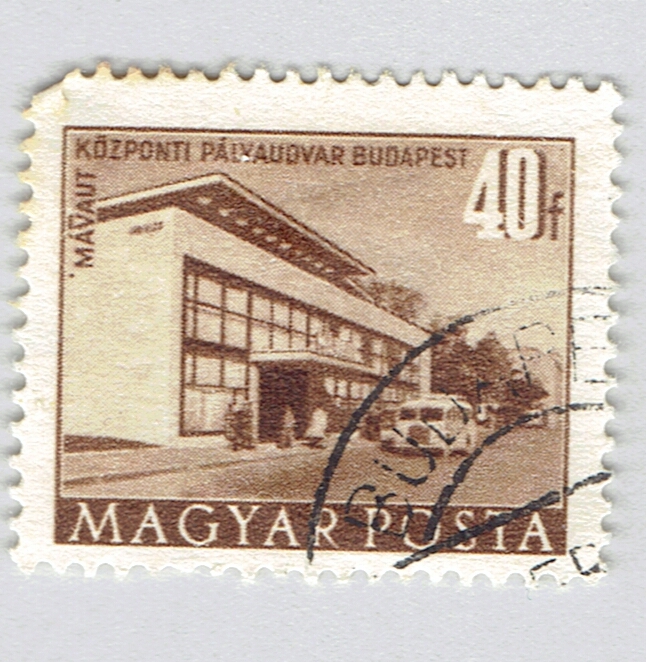 KÖZPONTI PÁLYAUDVAR BUDAPEST
MÁVAUT
40f
MAGYAR POSTA